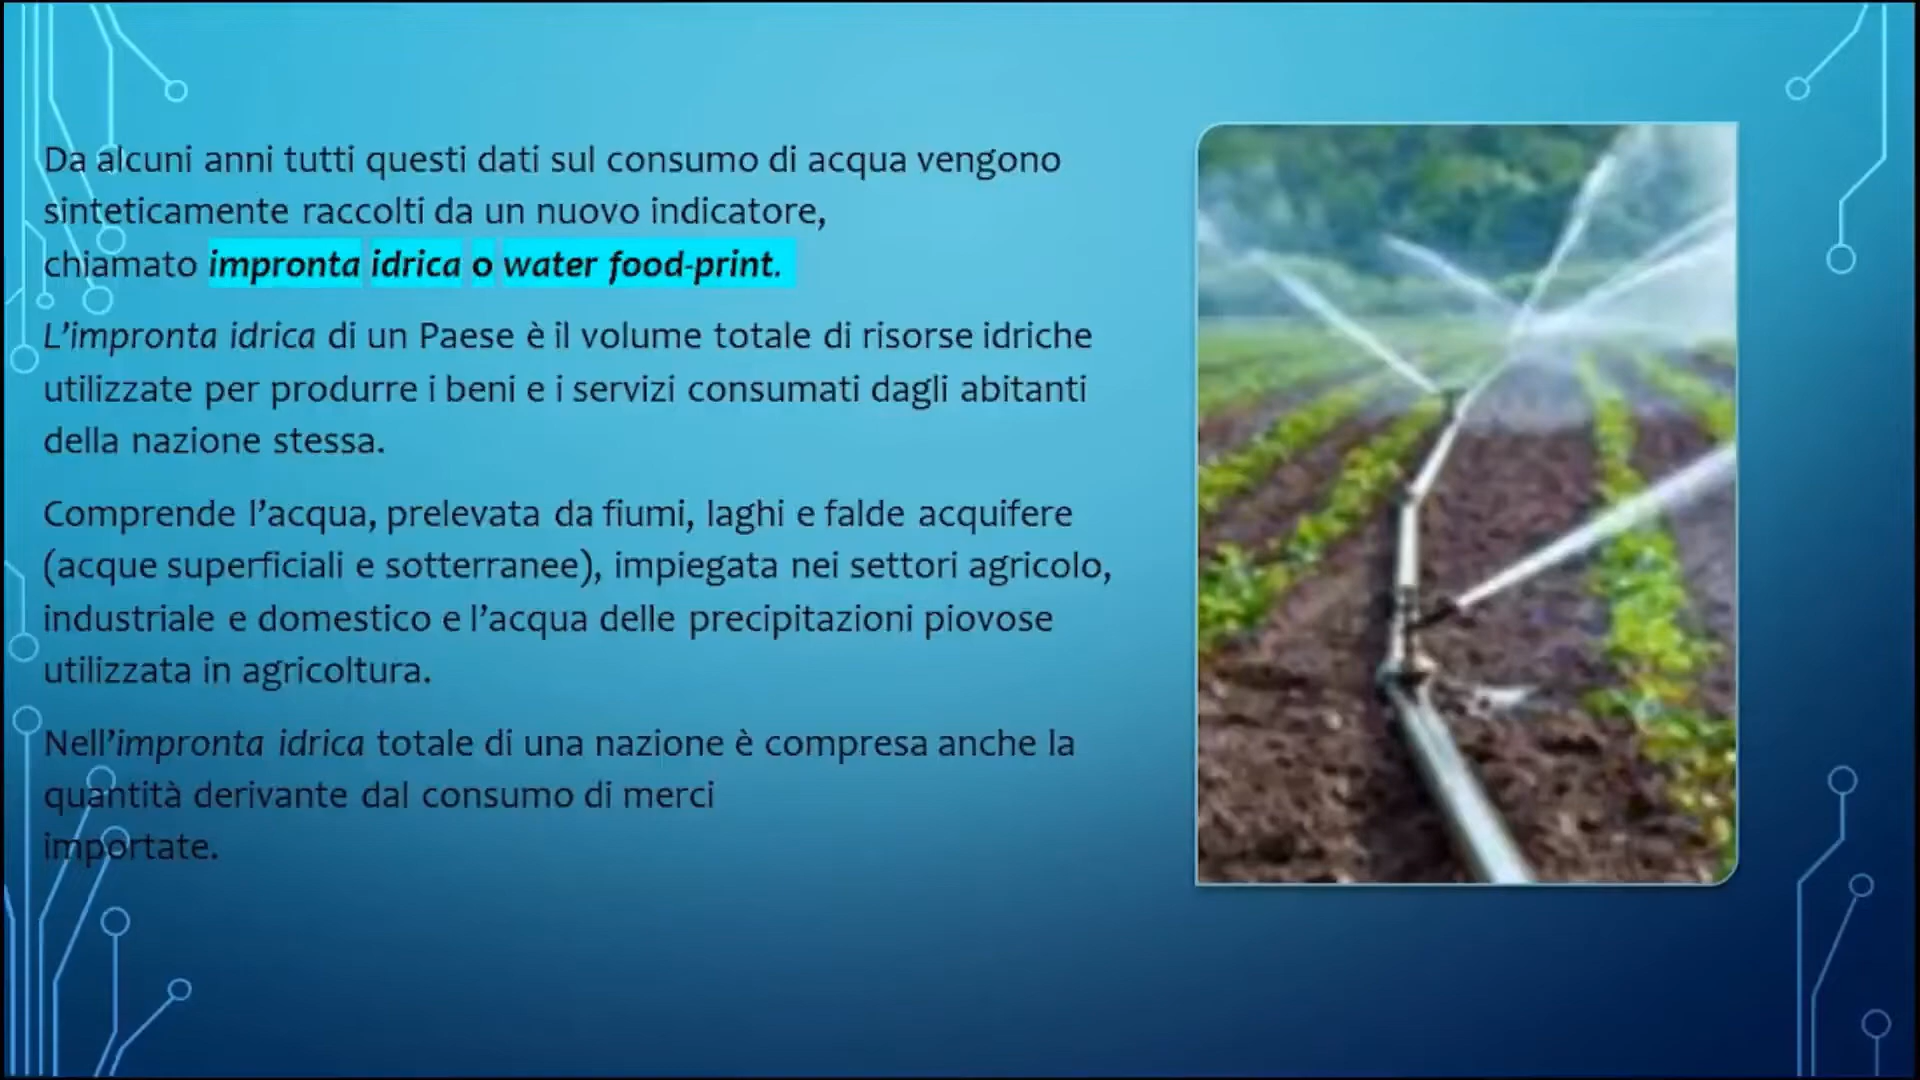 Da alcuni anni tutti questi dati sul consumo di acqua vengono
sinteticamente raccolti da un nuovo indicatore,
chiamato impronta idrica o water food-print.
L’impronta idrica di un Paese è il volume totale di risorse idriche
utilizzate per produrre i beni e i servizi consumati dagli abitanti
della nazione stessa.
Comprende l’acqua, prelevata da fiumi, laghi e falde acquifere
(acque superficiali e sotterranee), impiegata nei settori agricolo,
industriale e domestico e l’acqua delle precipitazioni piovose
utilizzata in agricoltura.
Nell’impronta idrica totale di una nazione è compresa anche la
quantità derivante dal consumo di merci
importate.